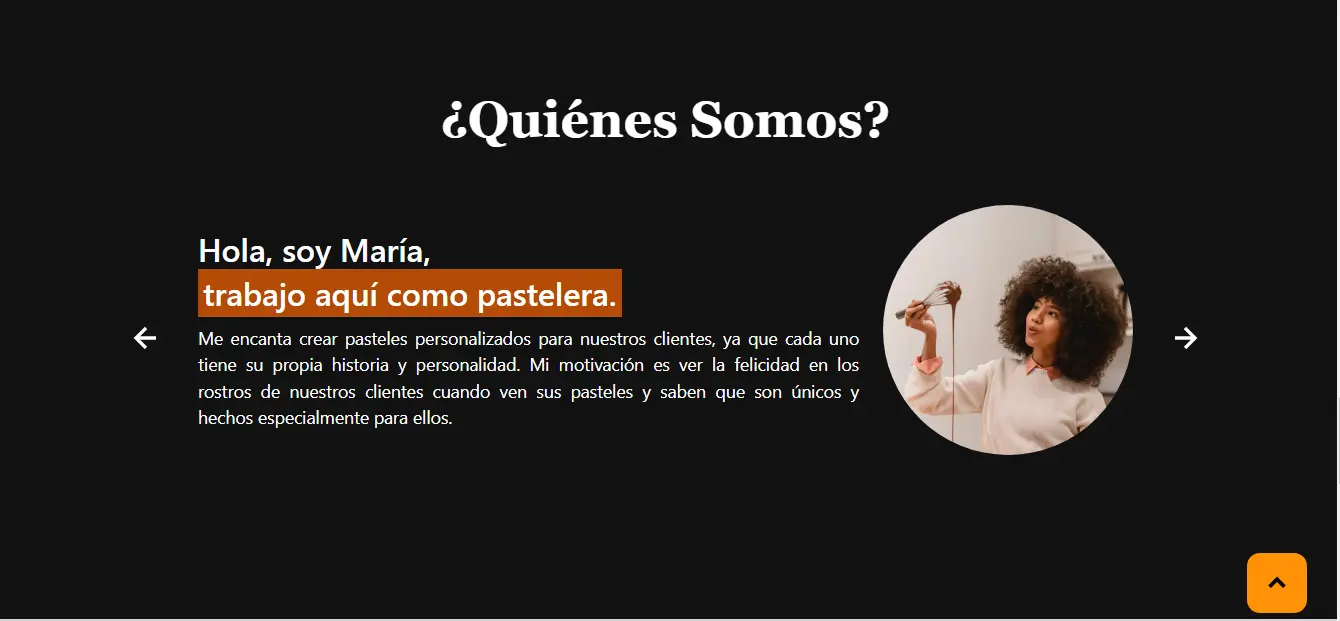 ¿Quiénes Somos?
Hola, soy María,
trabajo aquí como pastelera.
Me encanta crear pasteles personalizados para nuestros clientes, ya que cada uno
tiene su propia historia y personalidad. Mi motivación es ver la felicidad en los
rostros de nuestros clientes cuando ven sus pasteles y saben que son únicos y
hechos especialmente para ellos.